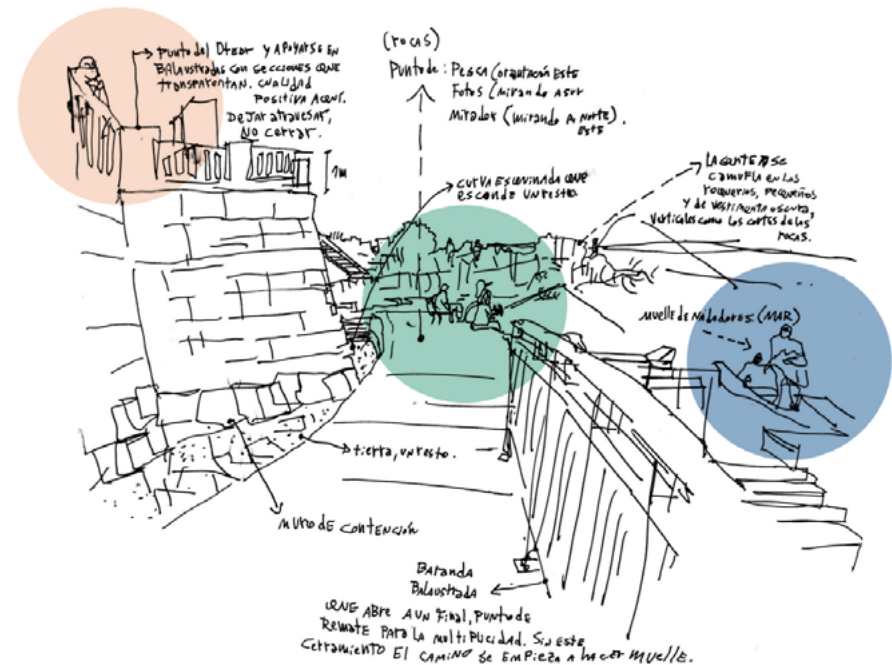 Punto del Otear y APoyarse en
BALAustradas con secciones que
transparentan. cualidad
positiva Acons.
Dejar atravesar,
No cerrar.
1m
(rocas)
Punto de: Pesca (orquetación Este
Fotos (mirando A sur
Mirador (mirando A Norte).
Este
curva Esquinada que
esconde un resto
LA gente se
camufla en los
roqueríos, pequeños
y de vestimenta oscura,
verticales como los cortes de las
rocas.
Muelle de Nadadores (MAR)
tierra, un resto.
Muro de contención
Baranda
Balaustrada
que Abre A un Final, Punto de
Remate Para la multiplicidad. Sin este
Cerramiento El camino se Empieza a hacer muelle.